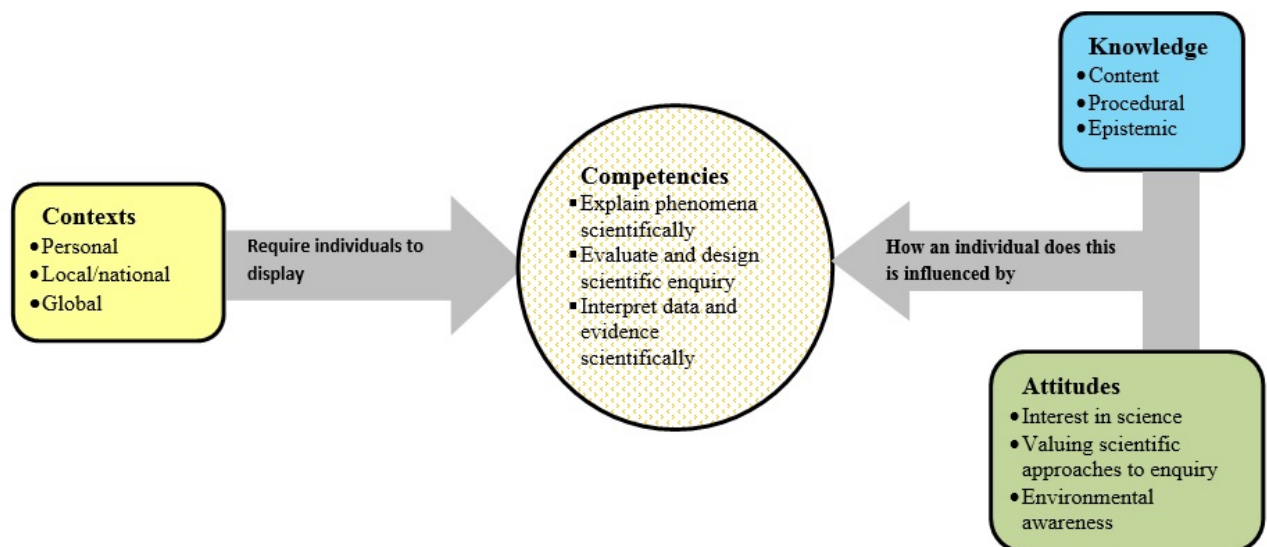 Contexts
•Personal
•Local/national
•Global
Require individuals to
display
Competencies
▪Explain phenomena
scientifically
▪Evaluate and design
scientific enquiry
▪Interpret data and
evidence
scientifically
How an individual does this
is influenced by
Knowledge
•Content
•Procedural
•Epistemic
Attitudes
•Interest in science
•Valuing scientific
approaches to enquiry
•Environmental
awareness